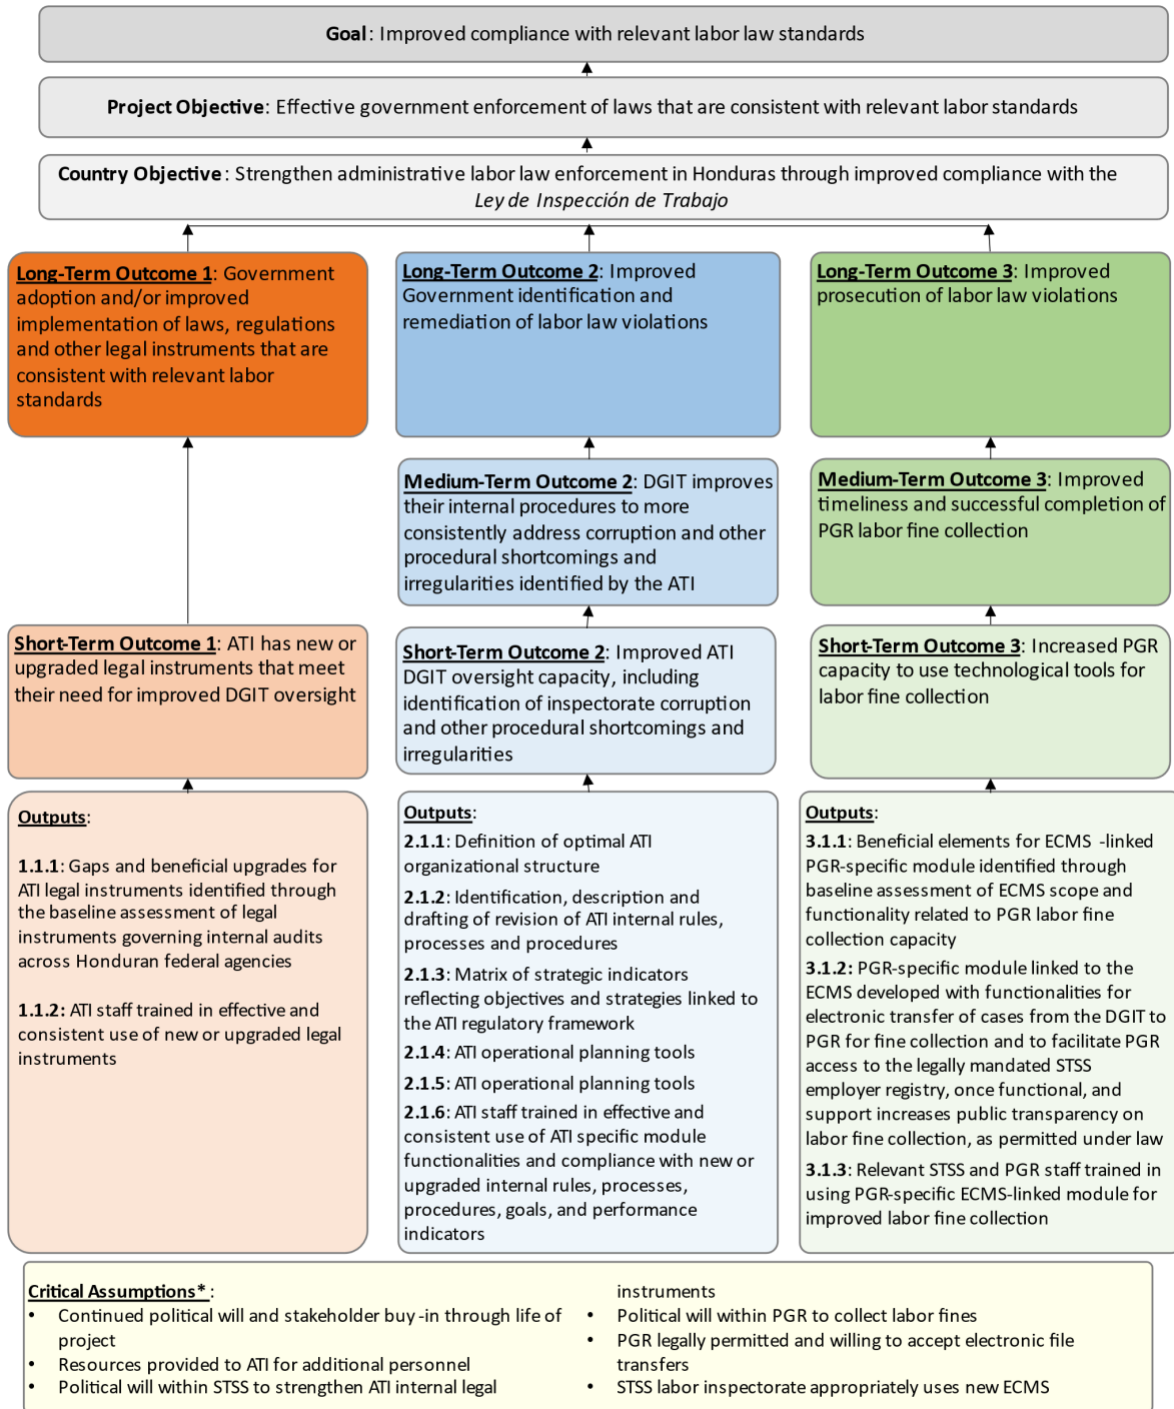 Goal: Improved compliance with relevant labor law standards
Project Objective: Effective government enforcement of laws that are consistent with relevant labor standards
Country Objective: Strengthen administrative labor law enforcement in Honduras through improved compliance with the
Ley de Inspección de Trabajo
Long-Term Outcome 1: Government
adoption and/or improved
implementation of laws, regulations
and other legal instruments that are
consistent with relevant labor
standards
Long-Term Outcome 2: Improved
Government identification and
remediation of labor law violations
Long-Term Outcome 3: Improved
prosecution of labor law violations
Medium-Term Outcome 2: DGIT improves
their internal procedures to more
consistently address corruption and other
procedural shortcomings and
irregularities identified by the ATI
Medium-Term Outcome 3: Improved
timeliness and successful completion of
PGR labor fine collection
Short-Term Outcome 1: ATI has new or
upgraded legal instruments that meet
their need for improved DGIT oversight
Short-Term Outcome 2: Improved ATI
DGIT oversight capacity, including
identification of inspectorate corruption
and other procedural shortcomings and
irregularities
Short-Term Outcome 3: Increased PGR
capacity to use technological tools for
labor fine collection
Outputs:
1.1.1: Gaps and beneficial upgrades for
ATI legal instruments identified through
the baseline assessment of legal
instruments governing internal audits
across Honduran federal agencies
1.1.2: ATI staff trained in effective and
consistent use of new or upgraded legal
instruments
Outputs:
2.1.1: Definition of optimal ATI
organizational structure
2.1.2: Identification, description and
drafting of revision of ATI internal rules,
processes and procedures
2.1.3: Matrix of strategic indicators
reflecting objectives and strategies linked to
the ATI regulatory framework
2.1.4: ATI operational planning tools
2.1.5: ATI operational planning tools
2.1.6: ATI staff trained in effective and
consistent use of ATI specific module
functionalities and compliance with new or
upgraded internal rules, processes,
procedures, goals, and performance
indicators
Outputs:
3.1.1: Beneficial elements for ECMS -linked
PGR-specific module identified through
baseline assessment of ECMS scope and
functionality related to PGR labor fine
collection capacity
3.1.2: PGR-specific module linked to the
ECMS developed with functionalities for
electronic transfer of cases from the DGIT to
PGR for fine collection and to facilitate PGR
access to the legally mandated STSS
employer registry, once functional, and
support increases public transparency on
labor fine collection, as permitted under law
3.1.3: Relevant STSS and PGR staff trained in
using PGR-specific ECMS-linked module for
improved labor fine collection
Critical Assumptions*:
• Continued political will and stakeholder buy -in through life of
project
• Resources provided to ATI for additional personnel
• Political will within STSS to strengthen ATI internal legal
instruments
• Political will within PGR to collect labor fines
• PGR legally permitted and willing to accept electronic file
transfers
• STSS labor inspectorate appropriately uses new ECMS